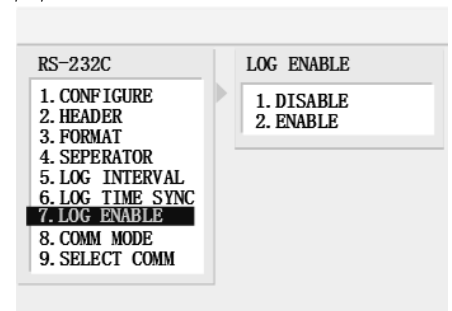 RS-232C
1. CONFIGURE
2. HEADER
3. FORMAT
4. SEPERATOR
5. LOG INTERVAL
6. LOG TIME SYNC
7. LOG ENABLE
8. COMM MODE
9. SELECT COMM
LOG ENABLE
1. DISABLE
2. ENABLE